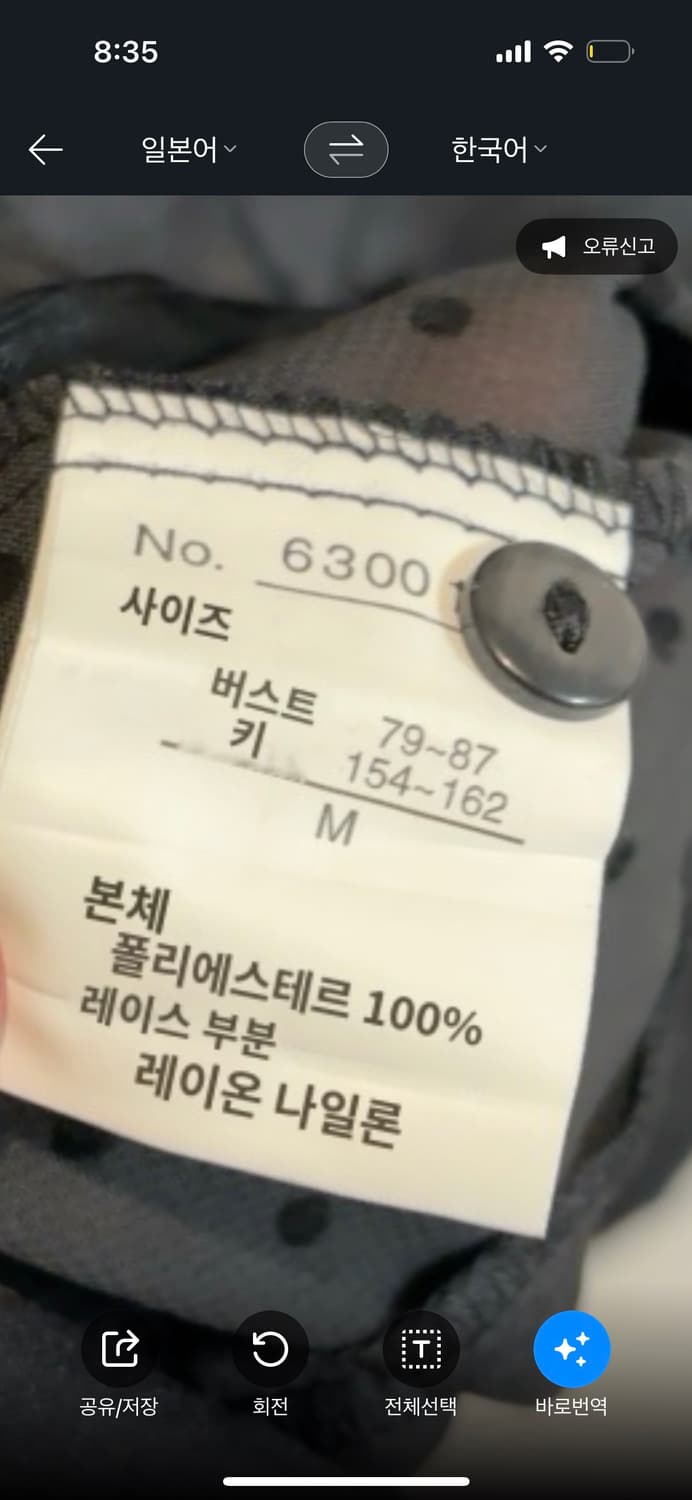 8:35
일본어
한국어
오류신고
No. 6300
사이즈
버스트 79~87
키 154~162
M
본체
폴리에스테르 100%
레이스 부분
레이온 나일론
공유/저장
회전
T
전체선택
바로번역